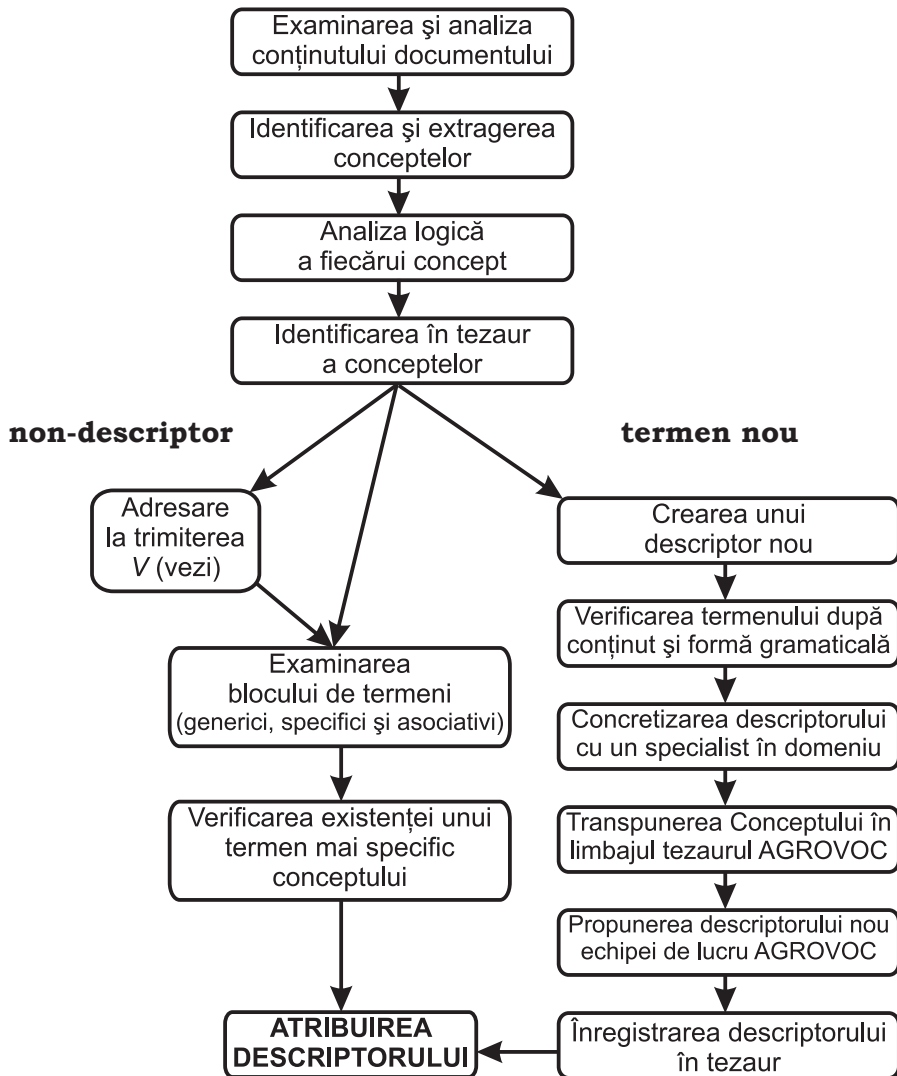 Examinarea şi analiza
conținutului documentului
Identificarea şi extragerea
conceptelor
Analiza logică
a fiecărui concept
Identificarea în tezaur
a conceptelor
non-descriptor
termen nou
Adresare
la trimiterea
V (vezi)
Examinarea
blocului de termeni
(generici, specifici şi asociativi)
Verificarea existenței unui
termen mai specific
conceptului
Crearea unui
descriptor nou
Verificarea termenului după
conținut şi formă gramaticală
Concretizarea descriptorului
cu un specialist în domeniu
Transpunerea Conceptului în
limbajul tezaurul AGROVOC
Propunerea descriptorului nou
echipei de lucru AGROVOC
Înregistrarea descriptorului
în tezaur
ATRIBUIREA
DESCRIPTORULUI